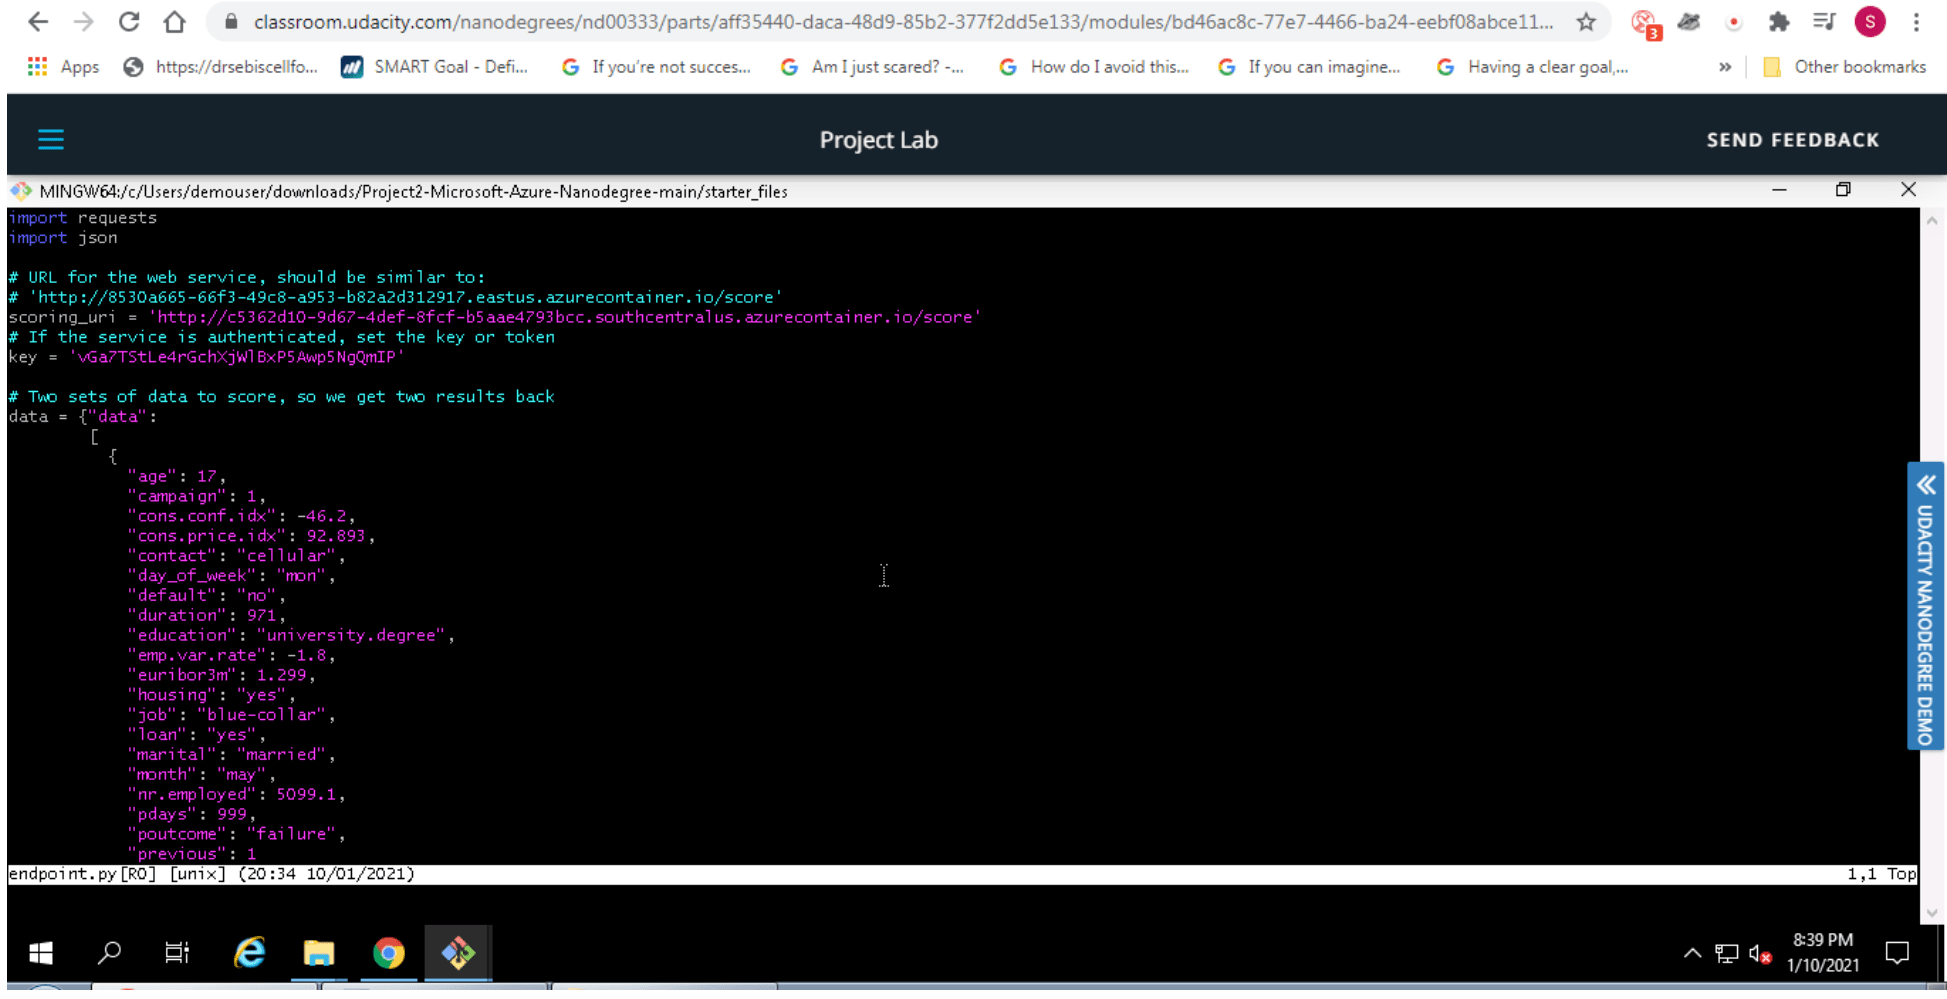 classroom.udacity.com/nanodegrees/nd00333/parts/aff35440-daca-48d9-85b2-377f2dd5e133/modules/bd46ac8c-77e7-4466-ba24-eebf08abce11...
3
S
Apps
https://drsebiscellfo...
SMART Goal - Defi...
If you're not succes...
Am I just scared? -...
How do I avoid this...
If you can imagine...
Having a clear goal,...
»
Other bookmarks
Project Lab
SEND FEEDBACK
MINGW64:/c/Users/demouser/downloads/Project2-Microsoft-Azure-Nanodegree-main/starter_files
import requests
import json
# URL for the web service, should be similar to:
# 'http://8530a665-66f3-49c8-a953-b82a2d312917.eastus.azurecontainer.io/score'
scoring_uri = 'http://c5362d10-9d67-4def-8fcf-b5aae4793bcc.southcentralus.azurecontainer.io/score'
# If the service is authenticated, set the key or token
key = 'vGa7TStLe4rGchXjWlBxP5Awp5NgQmIP'
# Two sets of data to score, so we get two results back
data = {"data":
[
{
"age": 17,
"campaign": 1,
"cons.conf.idx": -46.2,
"cons.price.idx": 92.893,
"contact": "cellular",
"day_of_week": "mon",
"default": "no",
"duration": 971,
"education": "university.degree",
"emp.var.rate": -1.8,
"euribor3m": 1.299,
"housing": "yes",
"job": "blue-collar",
"loan": "yes",
"marital": "married",
"month": "may",
"nr.employed": 5099.1,
"pdays": 999,
"poutcome": "failure",
"previous": 1
endpoint.py[RO] [unix] (20:34 10/01/2021)
1,1 Top
UDACITY NANODEGREE DEMO
8:39 PM
1/10/2021